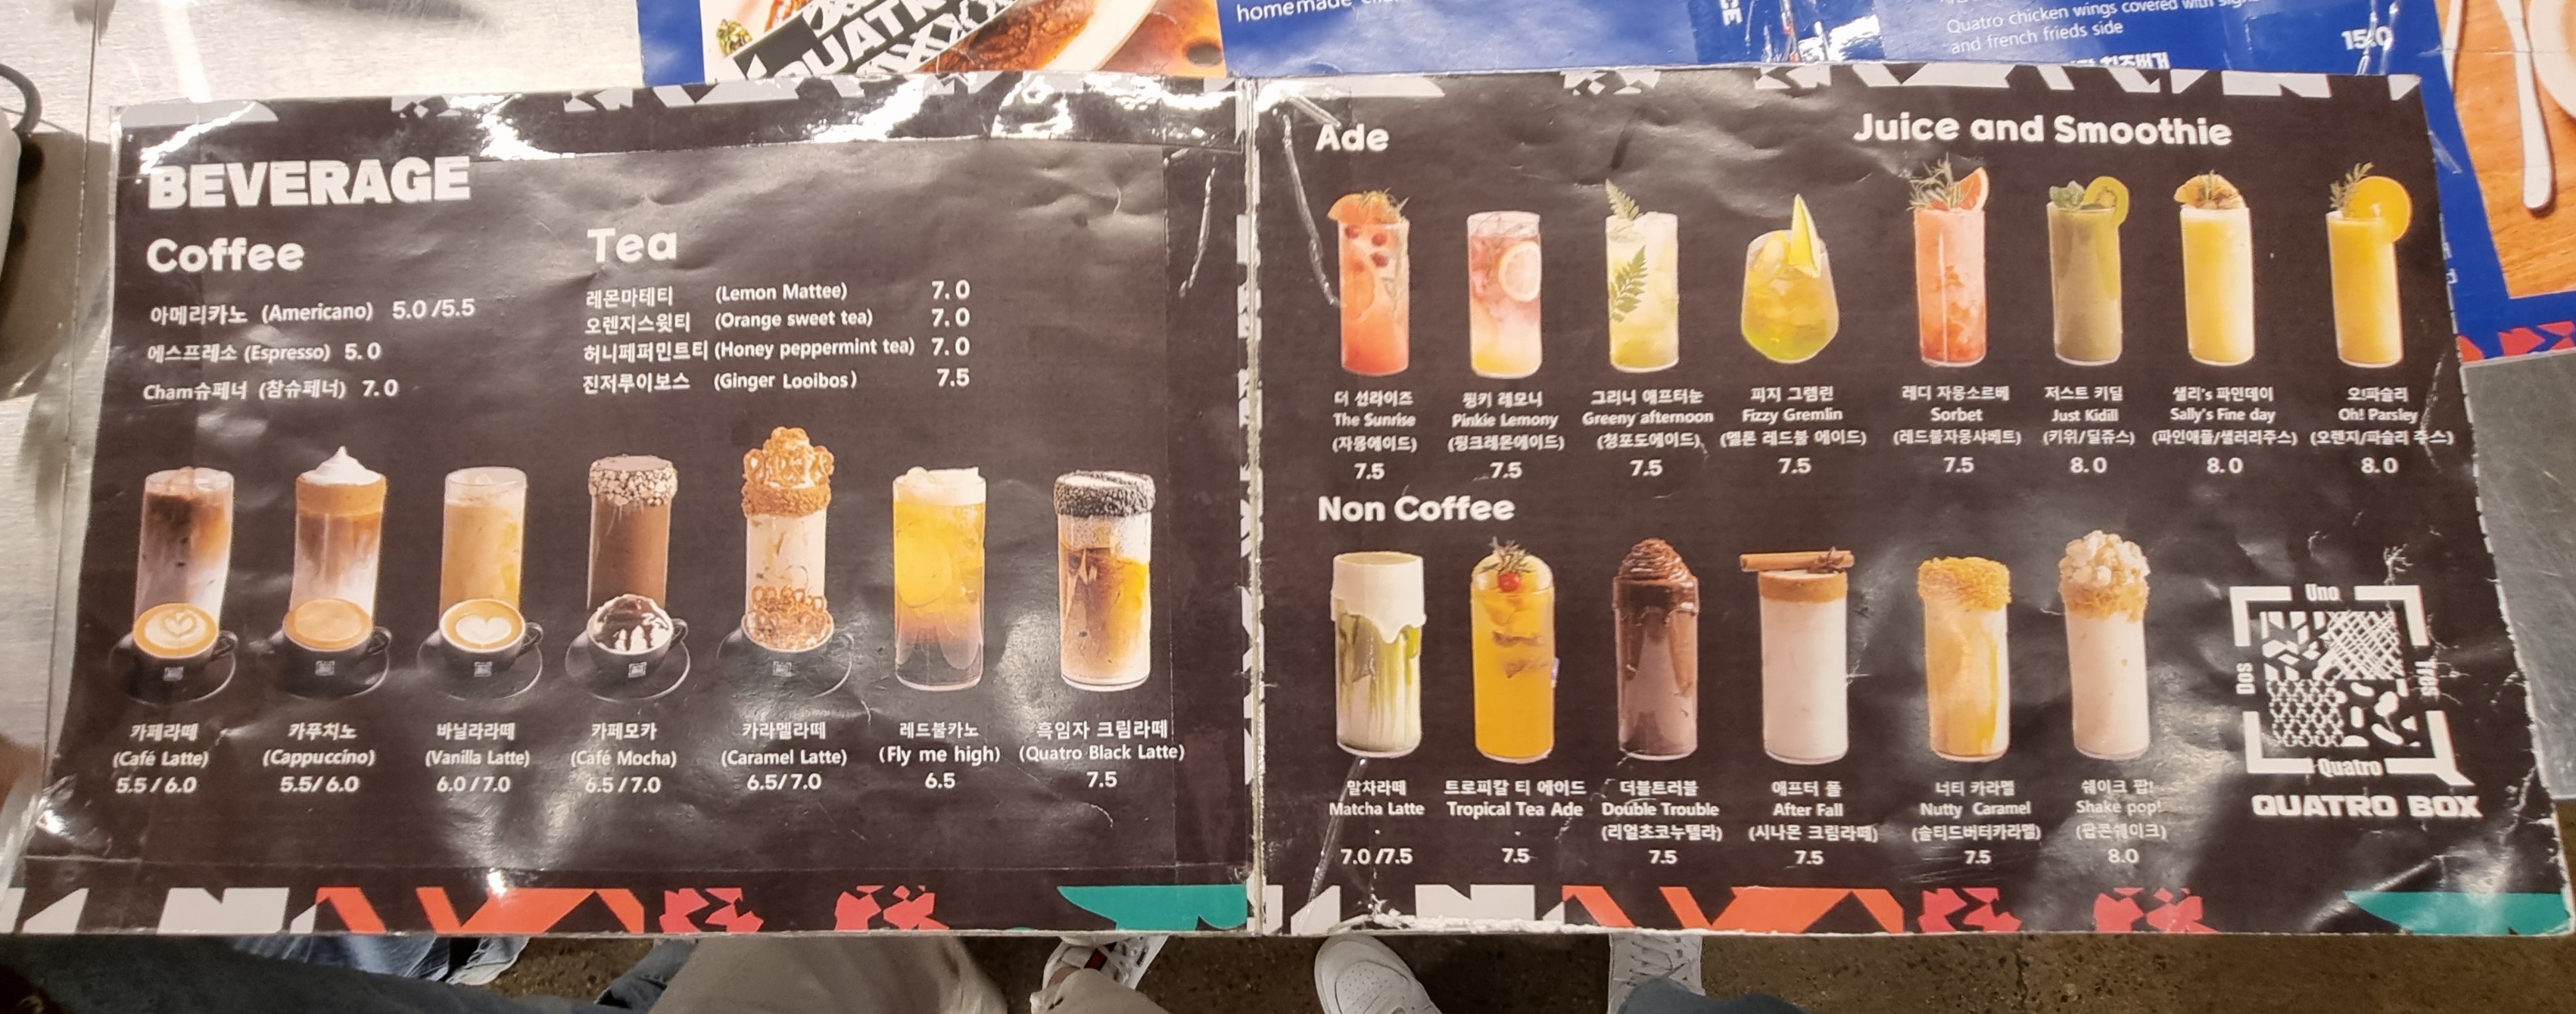 QUATR
homemade
Quatro chicken wings covered with
and french frieds side
15.0
BEVERAGE
Coffee
아메리카노 (Americano) 5.0 /5.5
에스프레소 (Espresso) 5.0
Cham슈페너 (참슈페너) 7.0
Tea
레몬마테티 (Lemon Mattee) 7.0
오렌지스윗티 (Orange sweet tea) 7.0
허니페퍼민트티 (Honey peppermint tea) 7.0
진저루이보스 (Ginger Looibos) 7.5
카페라떼
(Café Latte)
5.5 / 6.0
카푸치노
(Cappuccino)
5.5/ 6.0
바닐라라떼
(Vanilla Latte)
6.0 / 7.0
카페모카
(Café Mocha)
6.5 / 7.0
카라멜라떼
(Caramel Latte)
6.5/ 7.0
레드불카노
(Fly me high)
6.5
흑임자 크림라떼
(Quatro Black Latte)
7.5
Ade
더 선라이즈
The Sunrise
(자몽에이드)
7.5
핑키 레모니
Pinkie Lemony
(핑크레몬에이드)
7.5
그리니 애프터눈
Greeny afternoon
(청포도에이드)
7.5
피지 그렘린
Fizzy Gremlin
(멜론 레드불 에이드)
7.5
Juice and Smoothie
레디 자몽소르베
Sorbet
(레드불자몽샤베트)
7.5
저스트 키딜
Just Kidill
(키위/딜쥬스)
8.0
샐리's 파인데이
Sally's Fine day
(파인애플/샐러리주스)
8.0
오!파슬리
Oh! Parsley
(오렌지/파슬리 주스)
8.0
Non Coffee
말차라떼
Matcha Latte
7.0 /7.5
트로피칼 티 에이드
Tropical Tea Ade
7.5
더블트러블
Double Trouble
(리얼초코누텔라)
7.5
애프터 폴
After Fall
(시나몬 크림라떼)
7.5
너티 카라멜
Nutty Caramel
(솔티드버터카라멜)
7.5
쉐이크 팝!
Shake pop!
(팝콘쉐이크)
8.0
Uno
Dos
Tres
Quatro
QUATRO BOX